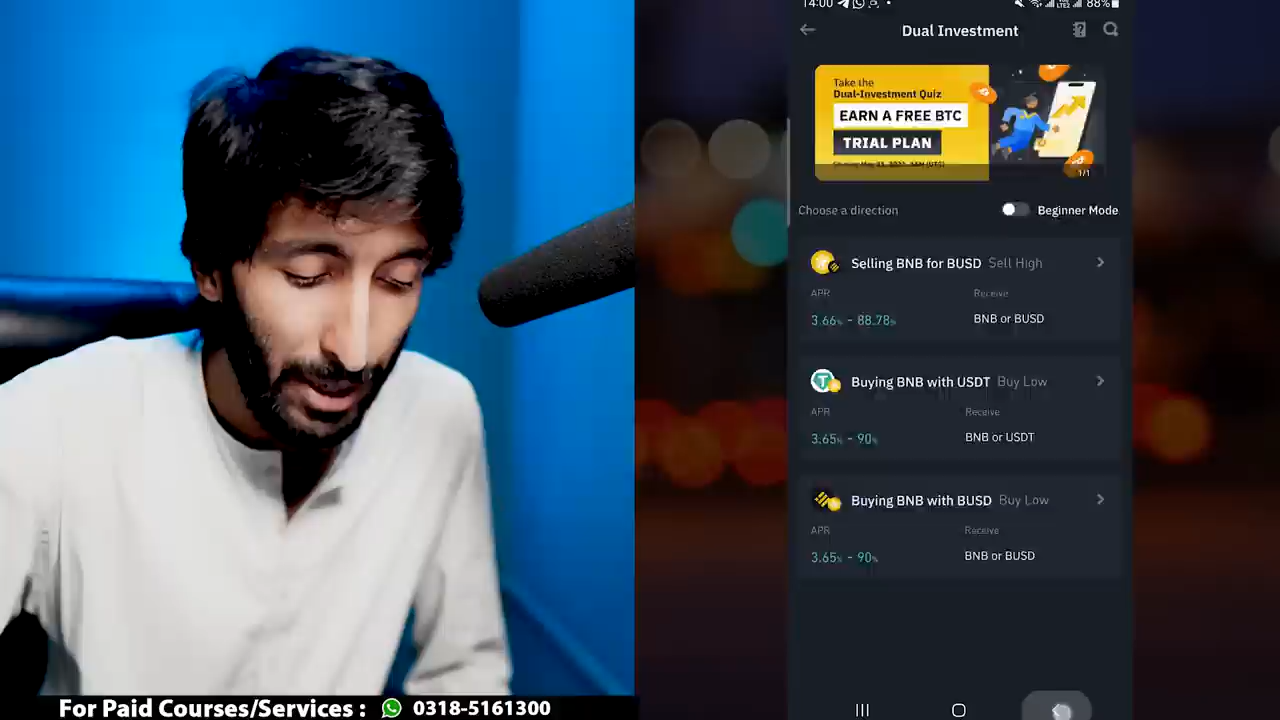 14:00
88%
Dual Investment
Take the
Dual-Investment Quiz
EARN A FREE BTC
TRIAL PLAN
1/1
Choose a direction
Beginner Mode
Selling BNB for BUSD Sell High
APR Receive
3.66% - 88.78% BNB or BUSD
Buying BNB with USDT Buy Low
APR Receive
3.65% - 90% BNB or USDT
Buying BNB with BUSD Buy Low
APR Receive
3.65% - 90% BNB or BUSD
For Paid Courses/Services : 0318-5161300